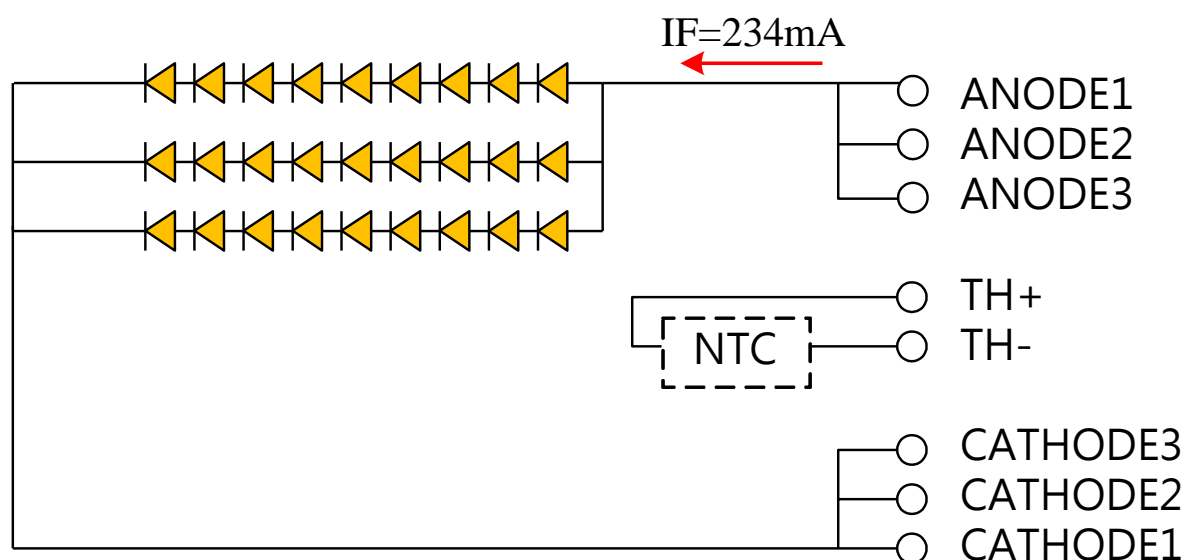 IF=234mA
ANODE1
ANODE2
ANODE3
TH+
TH-
NTC
CATHODE3
CATHODE2
CATHODE1